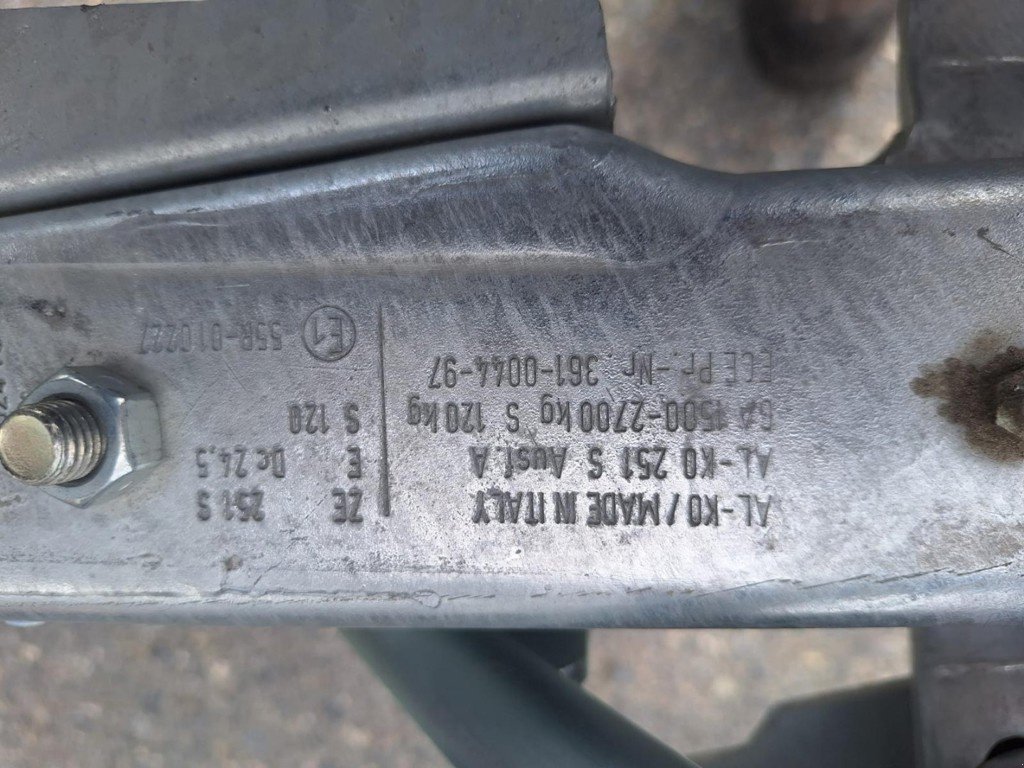 AL-KO/MADE IN ITALY
AL-KO 251 S Ausf. A
GA 1500-2700 kg S 120 kg
ECE Pr.-Nr 361-0044-97
ZE 251 S
E Dc 24,5
S 120
E1 55R-010227